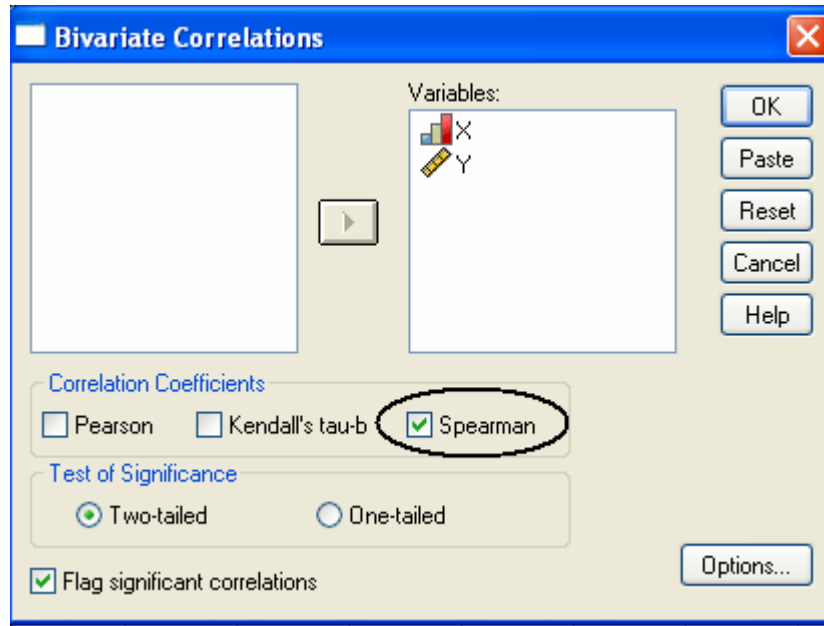 Bivariate Correlations
Variables:
X
Y
OK
Paste
Reset
Cancel
Help
Correlation Coefficients
Pearson Kendall's tau-b Spearman
Test of Significance
Two-tailed One-tailed
Flag significant correlations
Options...